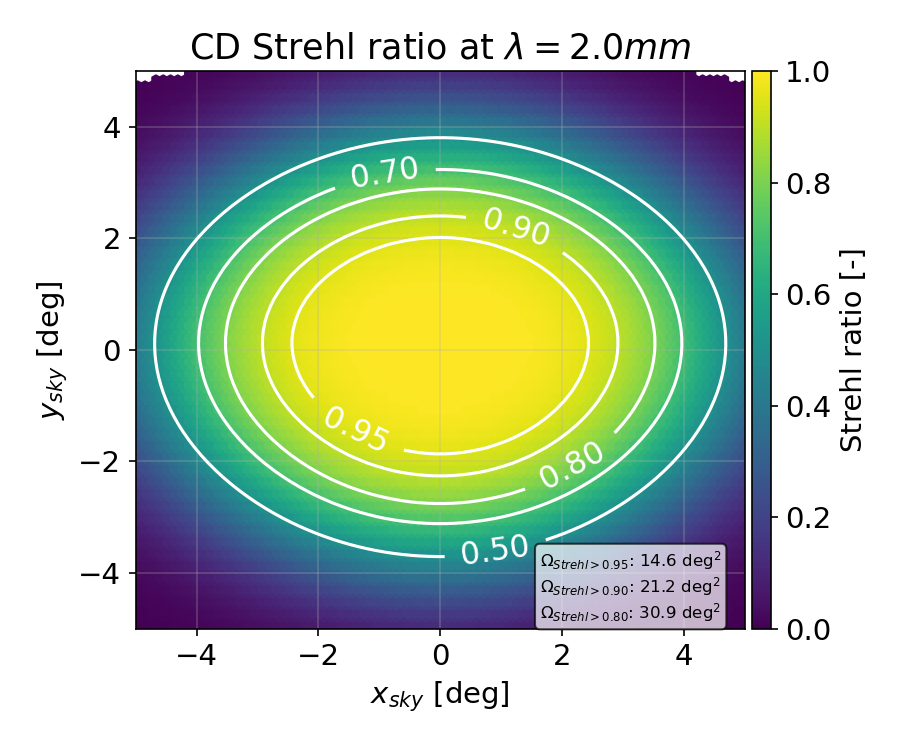 CD Strehl ratio at λ = 2.0mm
4
2
0
−2
−4
y_sky [deg]
0.70
0.90
0.95
0.80
0.50
Ω_Strehl>0.95: 14.6 deg²
Ω_Strehl>0.90: 21.2 deg²
Ω_Strehl>0.80: 30.9 deg²
−4 −2 0 2 4
x_sky [deg]
1.0
0.8
0.6
0.4
0.2
0.0
Strehl ratio [-]